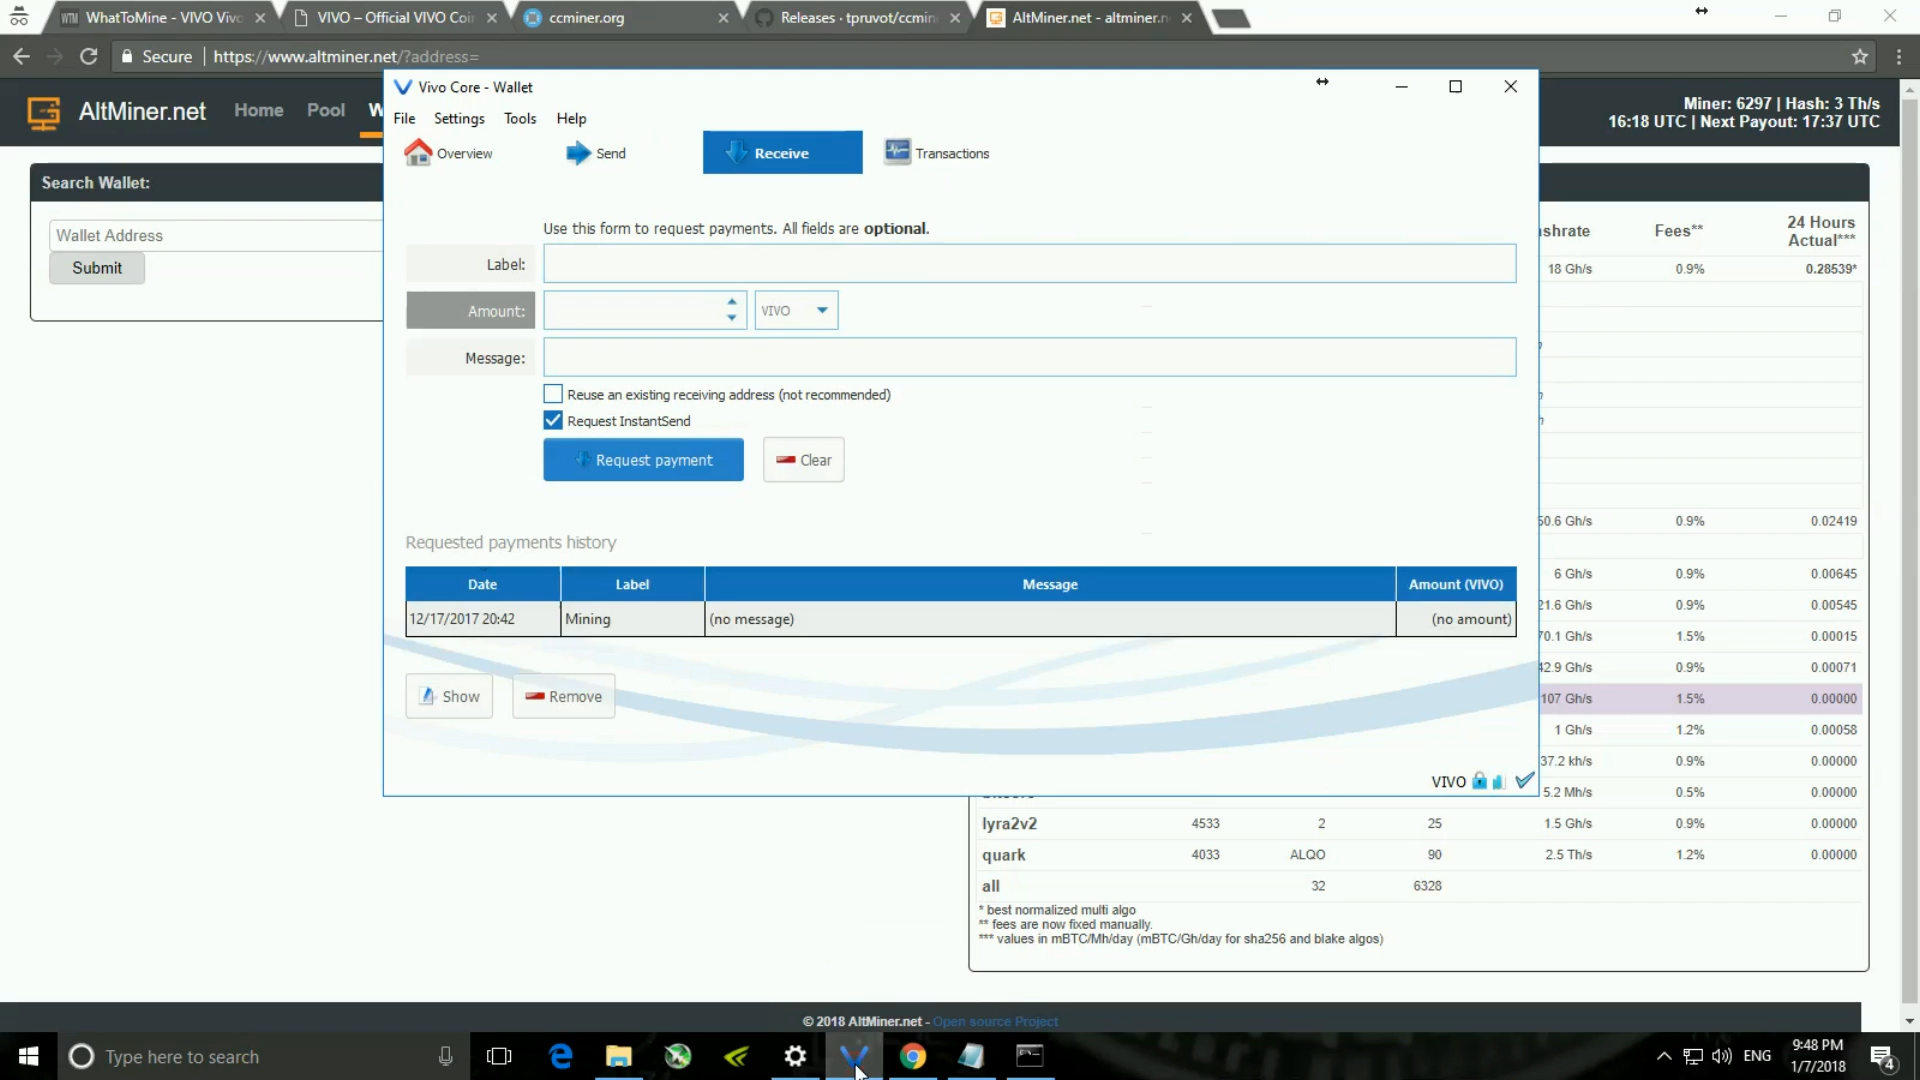 WhatToMine - VIVO Vivo
VIVO – Official VIVO Coin
ccminer.org
Releases · tpruvot/ccmin
AltMiner.net - altminer.n
Secure
https://www.altminer.net/?address=
AltMiner.net
Home
Pool
W
Miner: 6297 | Hash: 3 Th/s
16:18 UTC | Next Payout: 17:37 UTC
Search Wallet:
Wallet Address
Submit
Vivo Core - Wallet
File
Settings
Tools
Help
Overview
Send
Receive
Transactions
Use this form to request payments. All fields are optional.
Label:
Amount:
VIVO
Message:
Reuse an existing receiving address (not recommended)
Request InstantSend
Request payment
Clear
Requested payments history
Date
Label
Message
Amount (VIVO)
12/17/2017 20:42
Mining
(no message)
(no amount)
Show
Remove
VIVO
shrate
Fees**
24 Hours
Actual***
18 Gh/s
0.9%
0.28539*
50.6 Gh/s
0.9%
0.02419
6 Gh/s
0.9%
0.00645
21.6 Gh/s
0.9%
0.00545
70.1 Gh/s
1.5%
0.00015
42.9 Gh/s
0.9%
0.00071
107 Gh/s
1.5%
0.00000
1 Gh/s
1.2%
0.00058
37.2 kh/s
0.9%
0.00000
5.2 Mh/s
0.5%
0.00000
lyra2v2
4533
2
25
1.5 Gh/s
0.9%
0.00000
quark
4033
ALQO
90
2.5 Th/s
1.2%
0.00000
all
32
6328
* best normalized multi algo
** fees are now fixed manually.
*** values in mBTC/Mh/day (mBTC/Gh/day for sha256 and blake algos)
© 2018 AltMiner.net - Open source Project
Type here to search
ENG
9:48 PM
1/7/2018
4